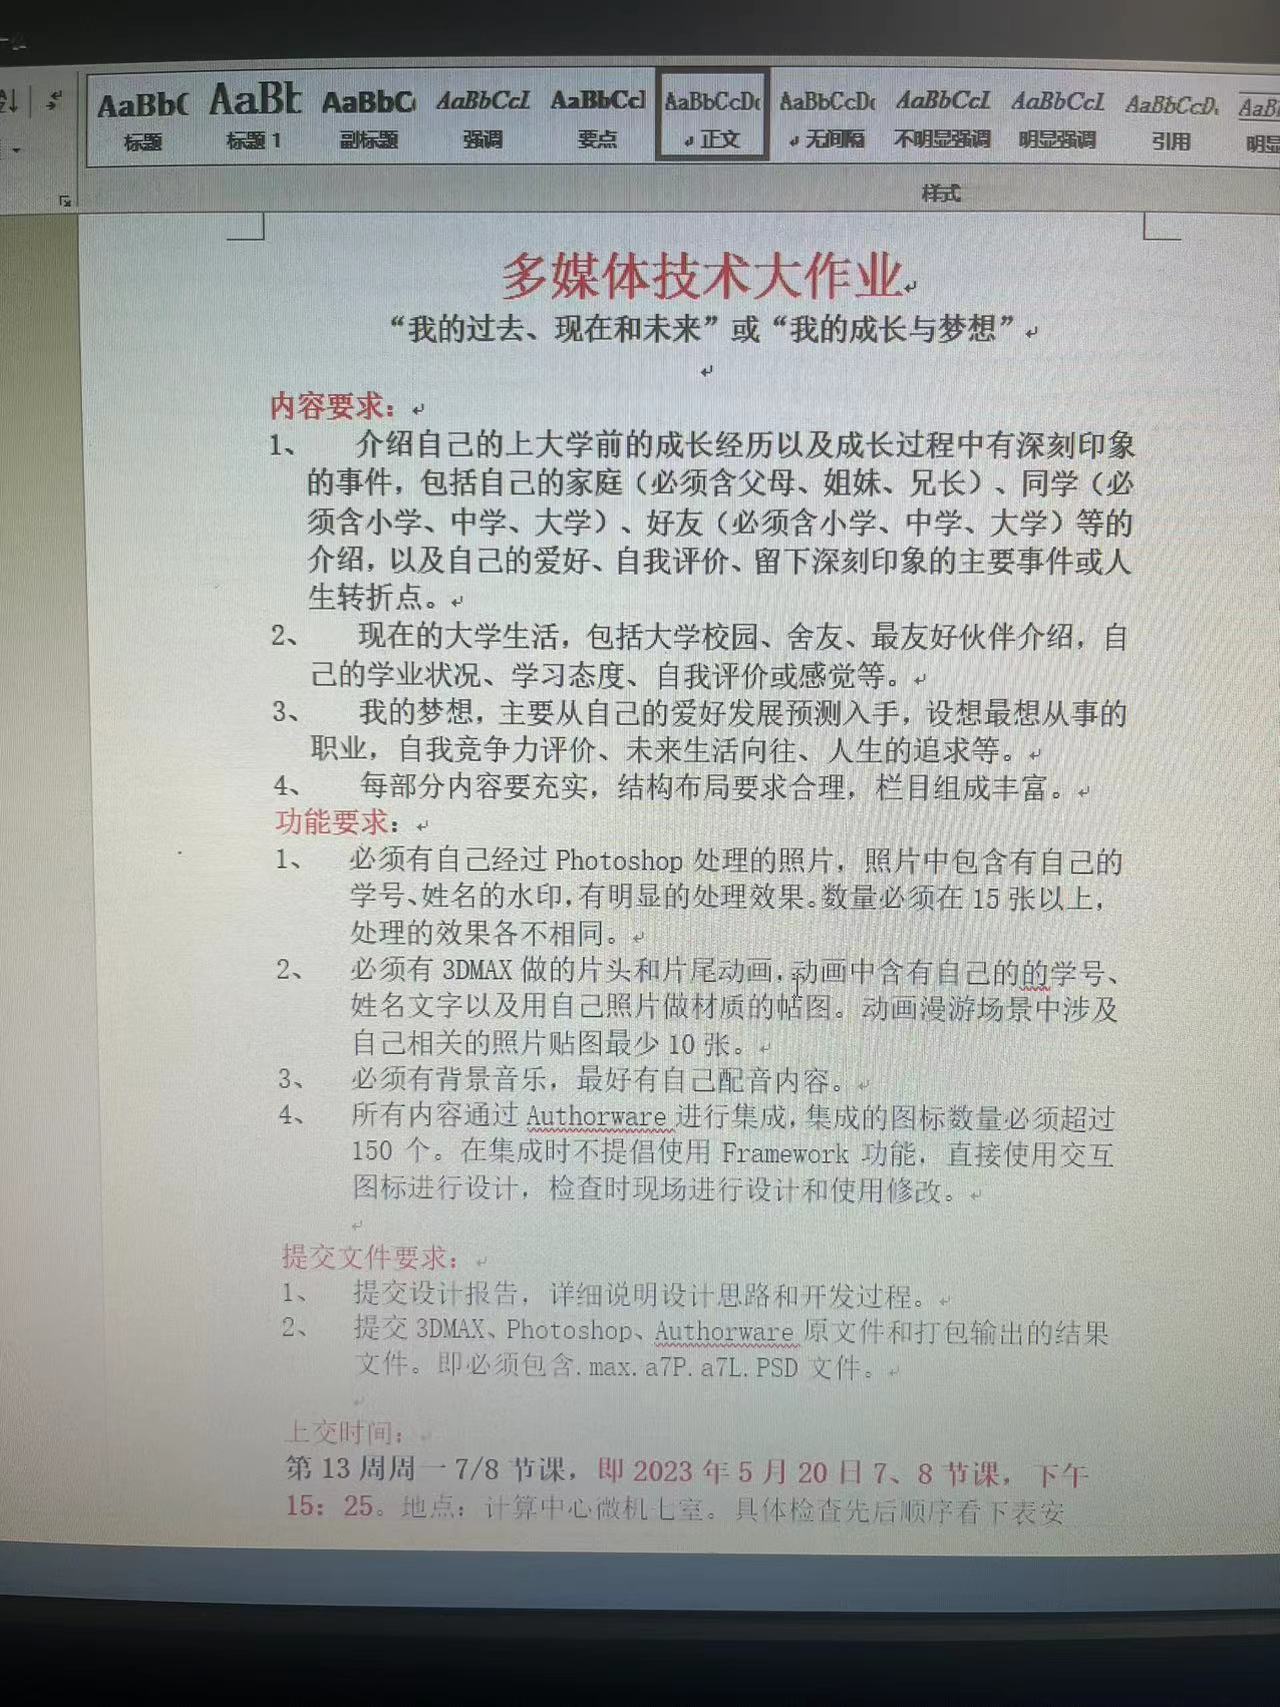 AaBbC AaBb AaBbC AaBbCcL AaBbCcI AaBbCcDc AaBbCcDc AaBbCcL AaBbCcL AaBbCcD AaBb
标题 标题 1 副标题 强调 要点 ↲正文 ↲无间隔 不明显强调 明显强调 引用 明显
样式
多媒体技术大作业
“我的过去、现在和未来”或“我的成长与梦想”
内容要求：
1、 介绍自己的上大学前的成长经历以及成长过程中有深刻印象
的事件，包括自己的家庭（必须含父母、姐妹、兄长）、同学（必
须含小学、中学、大学）、好友（必须含小学、中学、大学）等的
介绍，以及自己的爱好、自我评价、留下深刻印象的主要事件或人
生转折点。
2、 现在的大学生活，包括大学校园、舍友、最友好伙伴介绍，自
己的学业状况、学习态度、自我评价或感觉等。
3、 我的梦想，主要从自己的爱好发展预测入手，设想最想从事的
职业，自我竞争力评价、未来生活向往、人生的追求等。
4、 每部分内容要充实，结构布局要求合理，栏目组成丰富。
功能要求：
1、 必须有自己经过 Photoshop 处理的照片，照片中包含有自己的
学号、姓名的水印，有明显的处理效果。数量必须在 15 张以上，
处理的效果各不相同。
2、 必须有 3DMAX 做的片头和片尾动画，动画中含有自己的的学号、
姓名文字以及用自己照片做材质的帖图。动画漫游场景中涉及
自己相关的照片贴图最少 10 张。
3、 必须有背景音乐，最好有自己配音内容。
4、 所有内容通过 Authorware 进行集成，集成的图标数量必须超过
150 个。在集成时不提倡使用 Framework 功能，直接使用交互
图标进行设计，检查时现场进行设计和使用修改。
提交文件要求：
1、 提交设计报告，详细说明设计思路和开发过程。
2、 提交 3DMAX、Photoshop、Authorware 原文件和打包输出的结果
文件。即必须包含.max.a7P.a7L.PSD 文件。
上交时间：
第 13 周周一 7/8 节课，即 2023 年 5 月 20 日 7、8 节课，下午
15：25。地点：计算中心微机七室。具体检查先后顺序看下表安